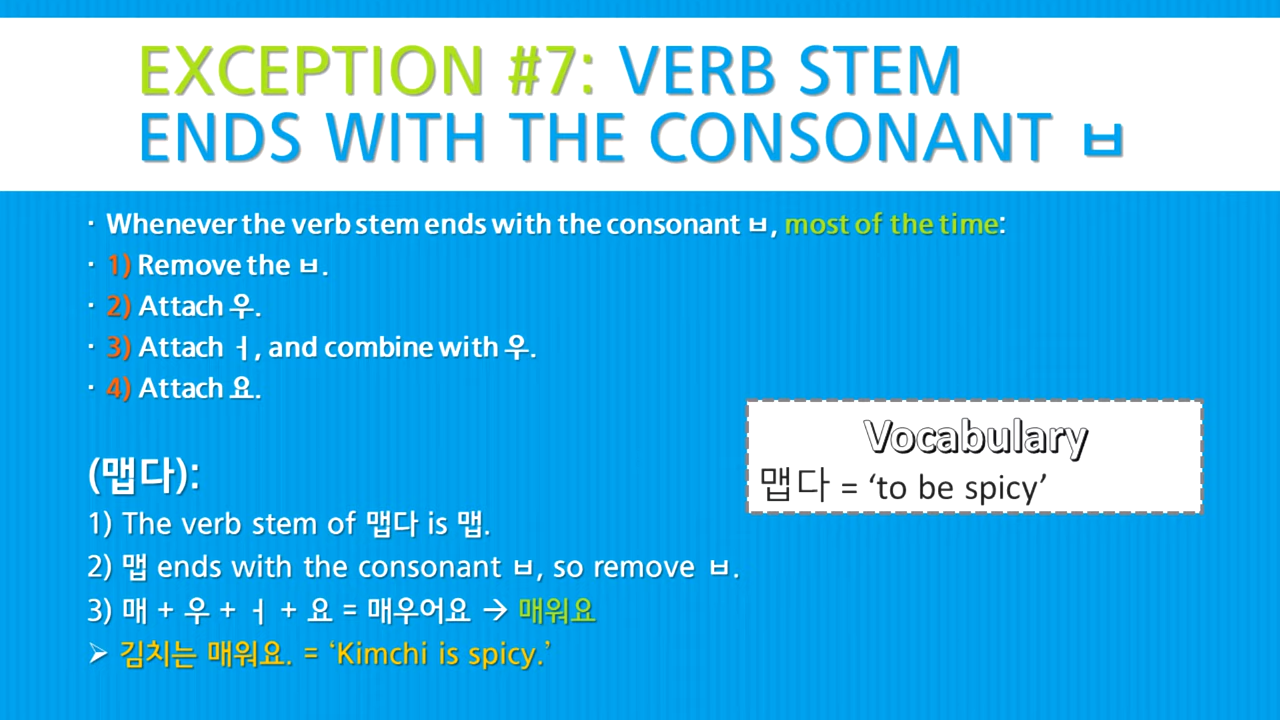 EXCEPTION #7: VERB STEM
ENDS WITH THE CONSONANT ㅂ
· Whenever the verb stem ends with the consonant ㅂ, most of the time:
· 1) Remove the ㅂ.
· 2) Attach 우.
· 3) Attach ㅓ, and combine with 우.
· 4) Attach 요.
Vocabulary
맵다 = ‘to be spicy’
(맵다):
1) The verb stem of 맵다 is 맵.
2) 맵 ends with the consonant ㅂ, so remove ㅂ.
3) 매 + 우 + ㅓ + 요 = 매우어요 → 매워요
➢ 김치는 매워요. = ‘Kimchi is spicy.’